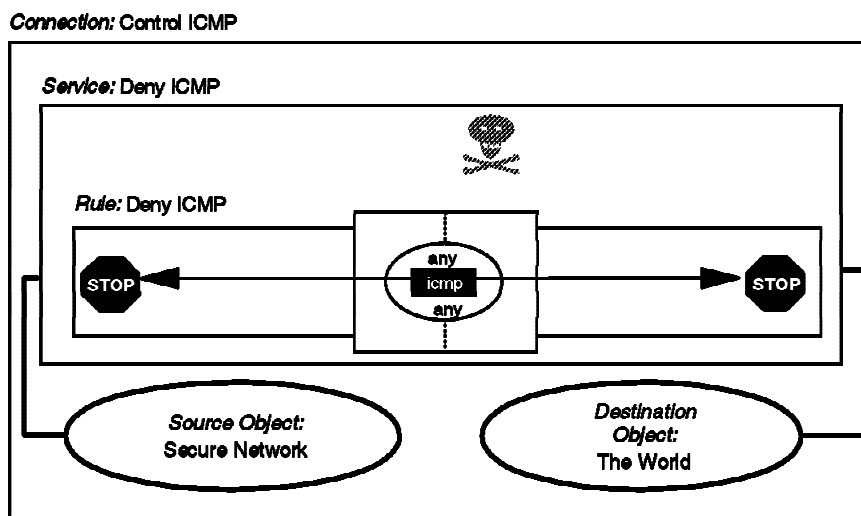 Connection: Control ICMP
Service: Deny ICMP
Rule: Deny ICMP
any
STOP
icmp
STOP
any
Source Object:
Secure Network
Destination
Object:
The World